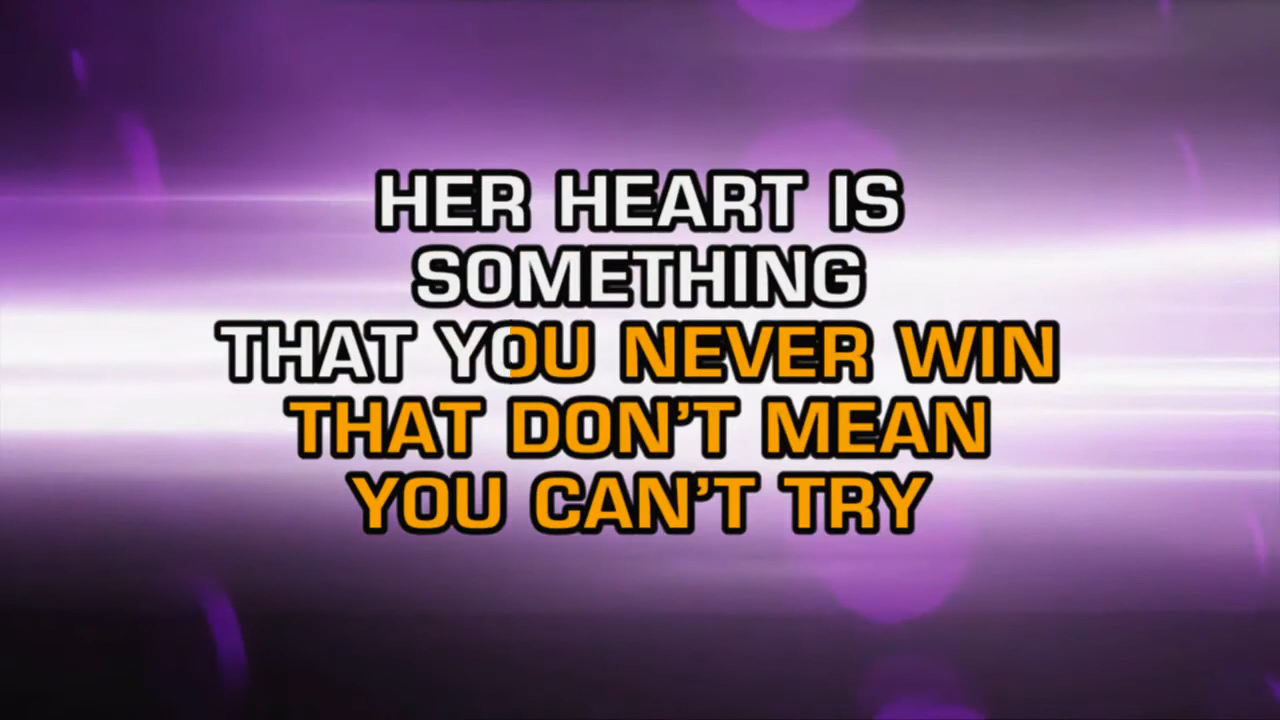 HER HEART IS
SOMETHING
THAT YOU NEVER WIN
THAT DON’T MEAN
YOU CAN’T TRY